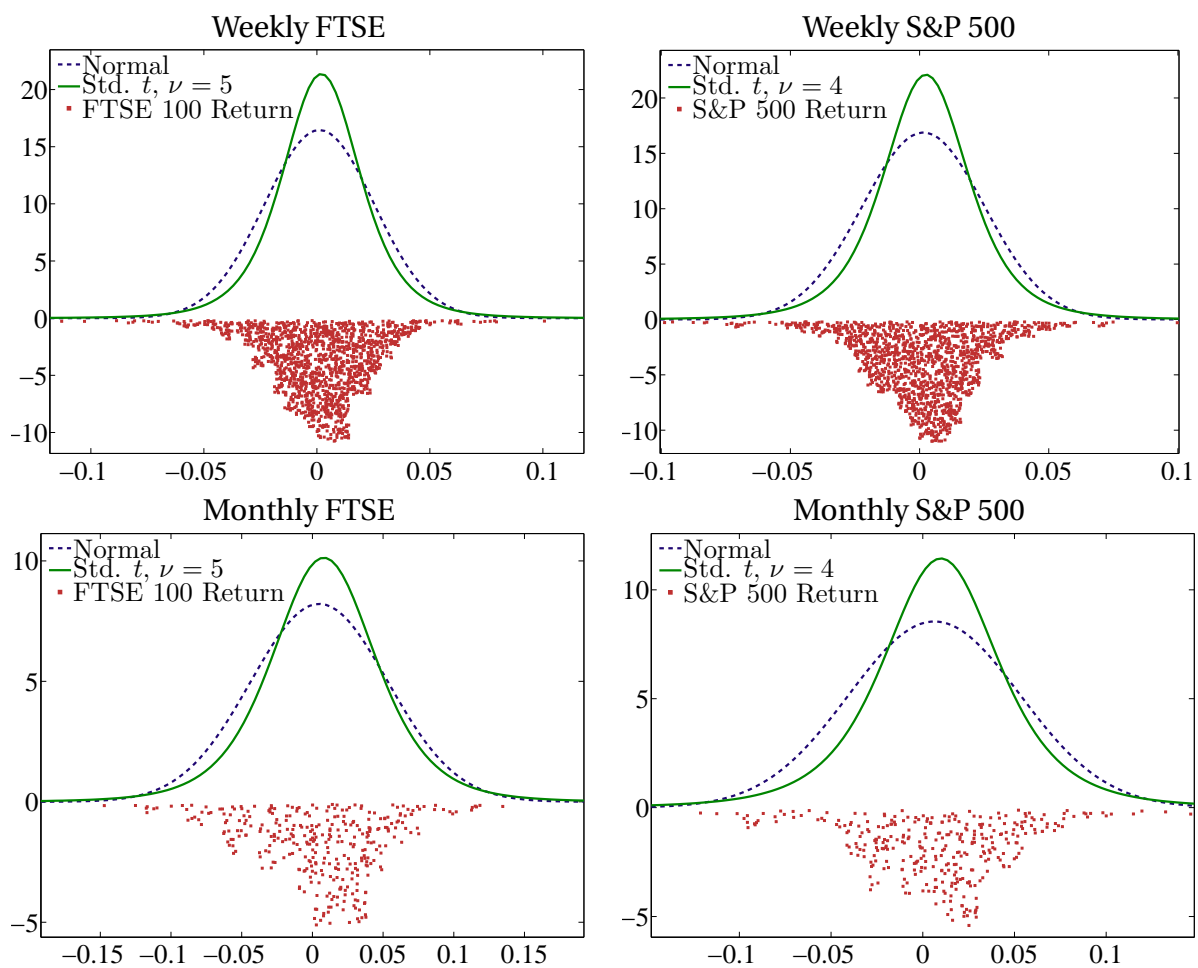 Weekly FTSE
Normal
Std. t, ν = 5
FTSE 100 Return
20
15
10
5
0
−5
−10
−0.1 −0.05 0 0.05 0.1
Weekly S&P 500
Normal
Std. t, ν = 4
S&P 500 Return
20
15
10
5
0
−5
−10
−0.1 −0.05 0 0.05 0.1
Monthly FTSE
Normal
Std. t, ν = 5
FTSE 100 Return
10
5
0
−5
−0.15 −0.1 −0.05 0 0.05 0.1 0.15
Monthly S&P 500
Normal
Std. t, ν = 4
S&P 500 Return
10
5
0
−5
−0.1 −0.05 0 0.05 0.1